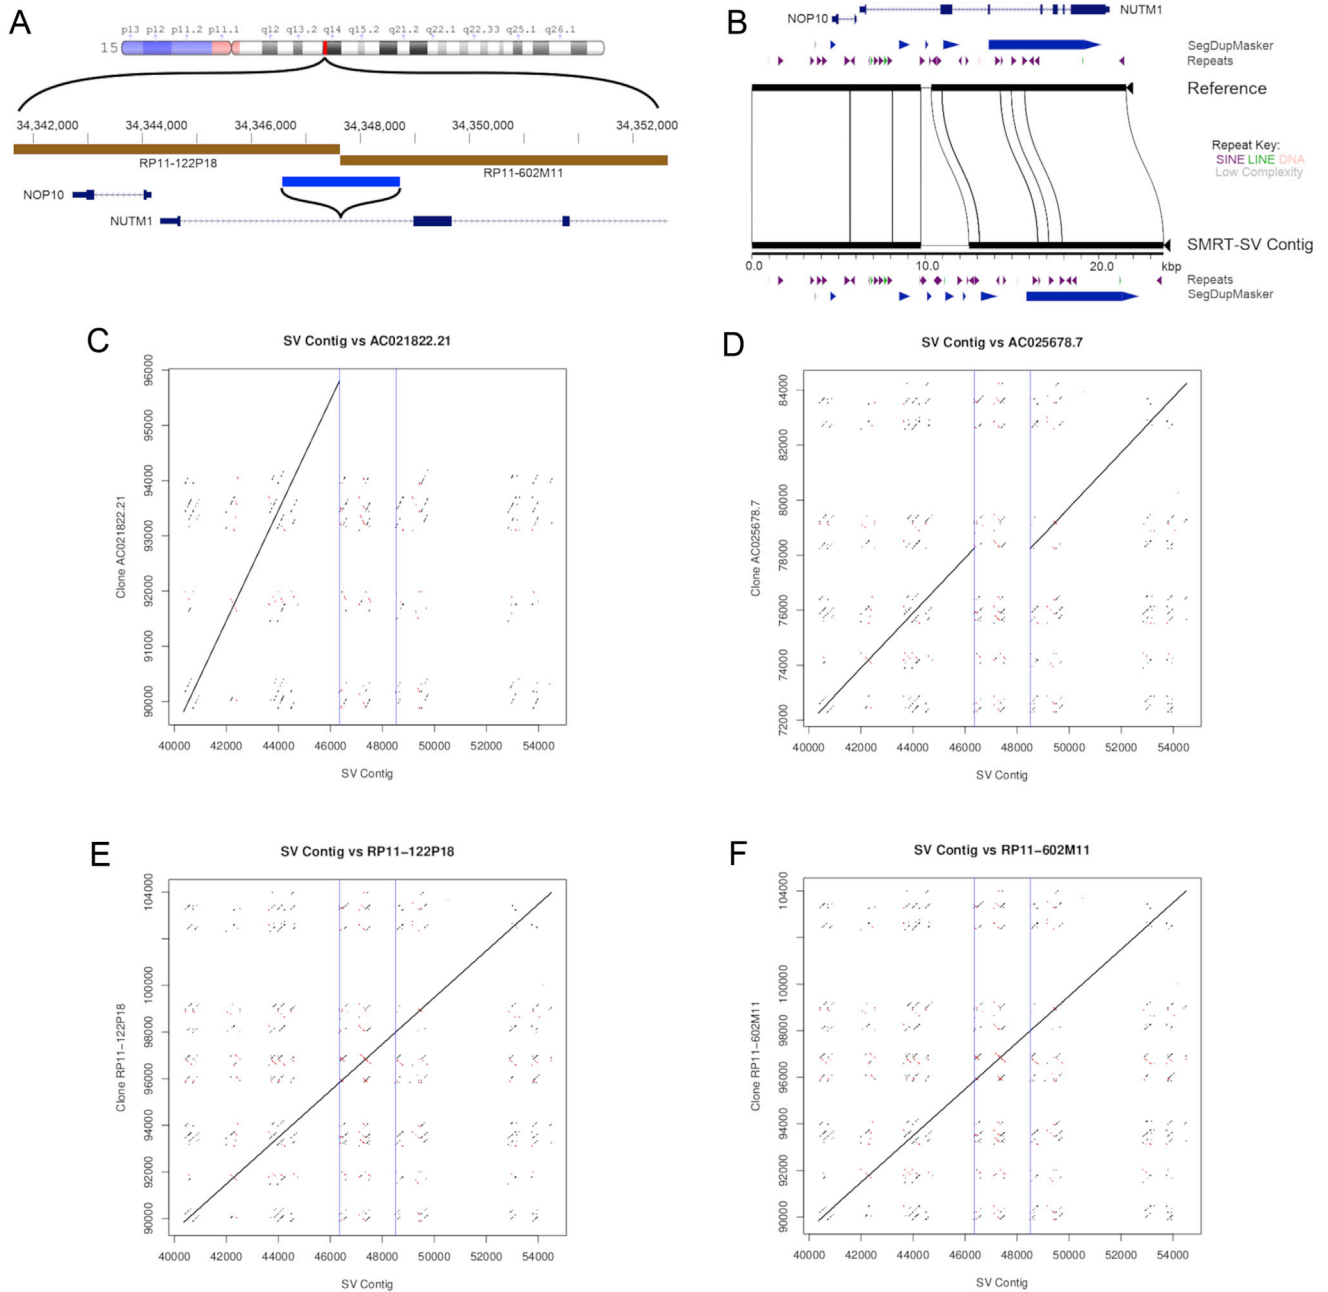 A
p13 p12 p11.2 p11.1 q12 q13.2 q14 q15.2 q21.2 q22.1 q22.33 q25.1 q26.1
15
34,342,000 34,344,000 34,346,000 34,348,000 34,350,000 34,352,000
RP11-122P18
RP11-602M11
NOP10
NUTM1
B
NUTM1
NOP10
SegDupMasker
Repeats
Reference
Repeat Key:
SINE LINE DNA
Low Complexity
SMRT-SV Contig
0.0 10.0 20.0 kbp
Repeats
SegDupMasker
C
SV Contig vs AC021822.21
Clone AC021822.21
96000
95000
94000
93000
92000
91000
90000
40000 42000 44000 46000 48000 50000 52000 54000
SV Contig
D
SV Contig vs AC025678.7
Clone AC025678.7
84000
82000
80000
78000
76000
74000
72000
40000 42000 44000 46000 48000 50000 52000 54000
SV Contig
E
SV Contig vs RP11-122P18
Clone RP11-122P18
104000
100000
98000
96000
94000
92000
90000
40000 42000 44000 46000 48000 50000 52000 54000
SV Contig
F
SV Contig vs RP11-602M11
Clone RP11-602M11
104000
100000
98000
96000
94000
92000
90000
40000 42000 44000 46000 48000 50000 52000 54000
SV Contig